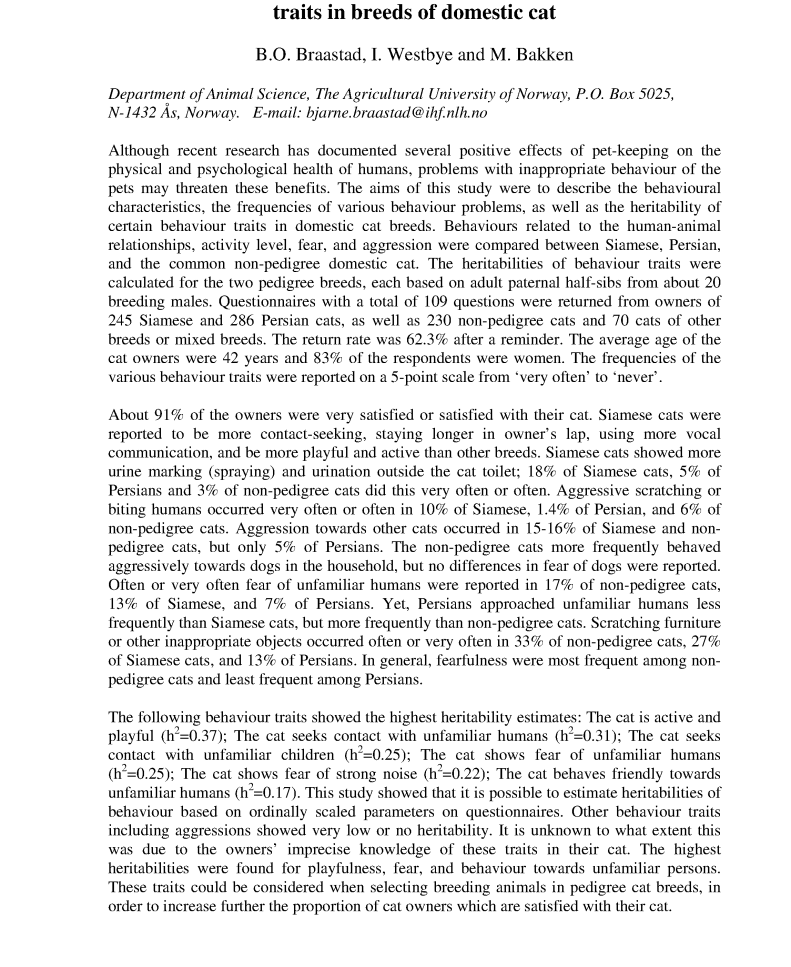 traits in breeds of domestic cat
B.O. Braastad, I. Westbye and M. Bakken
Department of Animal Science, The Agricultural University of Norway, P.O. Box 5025,
N-1432 Ås, Norway. E-mail: bjarne.braastad@ihf.nlh.no
Although recent research has documented several positive effects of pet-keeping on the
physical and psychological health of humans, problems with inappropriate behaviour of the
pets may threaten these benefits. The aims of this study were to describe the behavioural
characteristics, the frequencies of various behaviour problems, as well as the heritability of
certain behaviour traits in domestic cat breeds. Behaviours related to the human-animal
relationships, activity level, fear, and aggression were compared between Siamese, Persian,
and the common non-pedigree domestic cat. The heritabilities of behaviour traits were
calculated for the two pedigree breeds, each based on adult paternal half-sibs from about 20
breeding males. Questionnaires with a total of 109 questions were returned from owners of
245 Siamese and 286 Persian cats, as well as 230 non-pedigree cats and 70 cats of other
breeds or mixed breeds. The return rate was 62.3% after a reminder. The average age of the
cat owners were 42 years and 83% of the respondents were women. The frequencies of the
various behaviour traits were reported on a 5-point scale from ‘very often’ to ‘never’.
About 91% of the owners were very satisfied or satisfied with their cat. Siamese cats were
reported to be more contact-seeking, staying longer in owner’s lap, using more vocal
communication, and be more playful and active than other breeds. Siamese cats showed more
urine marking (spraying) and urination outside the cat toilet; 18% of Siamese cats, 5% of
Persians and 3% of non-pedigree cats did this very often or often. Aggressive scratching or
biting humans occurred very often or often in 10% of Siamese, 1.4% of Persian, and 6% of
non-pedigree cats. Aggression towards other cats occurred in 15-16% of Siamese and non-
pedigree cats, but only 5% of Persians. The non-pedigree cats more frequently behaved
aggressively towards dogs in the household, but no differences in fear of dogs were reported.
Often or very often fear of unfamiliar humans were reported in 17% of non-pedigree cats,
13% of Siamese, and 7% of Persians. Yet, Persians approached unfamiliar humans less
frequently than Siamese cats, but more frequently than non-pedigree cats. Scratching furniture
or other inappropriate objects occurred often or very often in 33% of non-pedigree cats, 27%
of Siamese cats, and 13% of Persians. In general, fearfulness were most frequent among non-
pedigree cats and least frequent among Persians.
The following behaviour traits showed the highest heritability estimates: The cat is active and
playful (h²=0.37); The cat seeks contact with unfamiliar humans (h²=0.31); The cat seeks
contact with unfamiliar children (h²=0.25); The cat shows fear of unfamiliar humans
(h²=0.25); The cat shows fear of strong noise (h²=0.22); The cat behaves friendly towards
unfamiliar humans (h²=0.17). This study showed that it is possible to estimate heritabilities of
behaviour based on ordinally scaled parameters on questionnaires. Other behaviour traits
including aggressions showed very low or no heritability. It is unknown to what extent this
was due to the owners’ imprecise knowledge of these traits in their cat. The highest
heritabilities were found for playfulness, fear, and behaviour towards unfamiliar persons.
These traits could be considered when selecting breeding animals in pedigree cat breeds, in
order to increase further the proportion of cat owners which are satisfied with their cat.